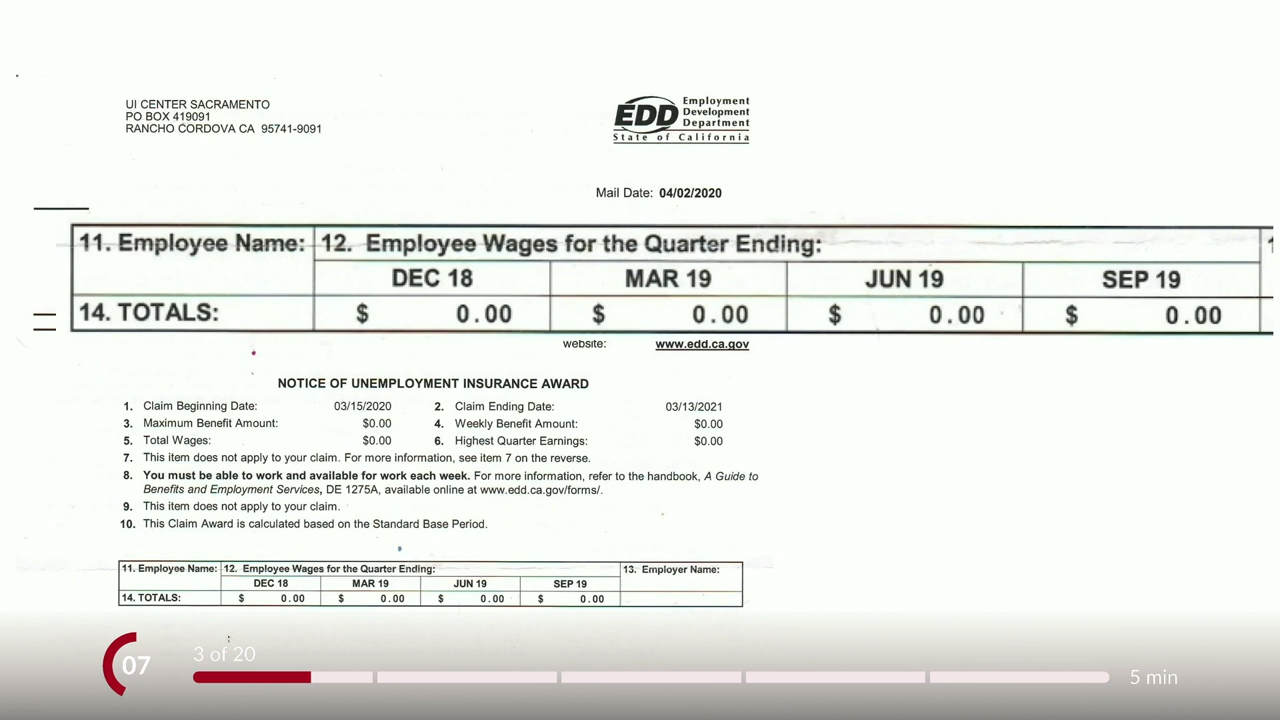 UI CENTER SACRAMENTO
PO BOX 419091
RANCHO CORDOVA CA 95741-9091
EDD Employment
Development
Department
State of California
Mail Date: 04/02/2020
11. Employee Name: 12. Employee Wages for the Quarter Ending:
DEC 18 MAR 19 JUN 19 SEP 19
14. TOTALS: $ 0.00 $ 0.00 $ 0.00 $ 0.00
website: www.edd.ca.gov
NOTICE OF UNEMPLOYMENT INSURANCE AWARD
1. Claim Beginning Date: 03/15/2020 2. Claim Ending Date: 03/13/2021
3. Maximum Benefit Amount: $0.00 4. Weekly Benefit Amount: $0.00
5. Total Wages: $0.00 6. Highest Quarter Earnings: $0.00
7. This item does not apply to your claim. For more information, see item 7 on the reverse.
8. You must be able to work and available for work each week. For more information, refer to the handbook, A Guide to
Benefits and Employment Services, DE 1275A, available online at www.edd.ca.gov/forms/.
9. This item does not apply to your claim.
10. This Claim Award is calculated based on the Standard Base Period.
11. Employee Name: 12. Employee Wages for the Quarter Ending: 13. Employer Name:
DEC 18 MAR 19 JUN 19 SEP 19
14. TOTALS: $ 0.00 $ 0.00 $ 0.00 $ 0.00
07 3 of 20
5 min